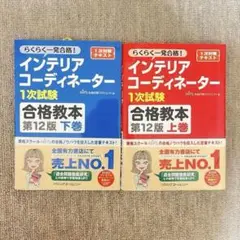 らくらく一発合格！
1次試験
テキスト
インテリア
コーディネーター
1次試験
合格教本
第12版 下巻
全国有力書店にて
売上NO.1
らくらく一発合格！
1次試験
テキスト
インテリア
コーディネーター
1次試験
合格教本
第12版 上巻
全国有力書店にて
売上NO.1